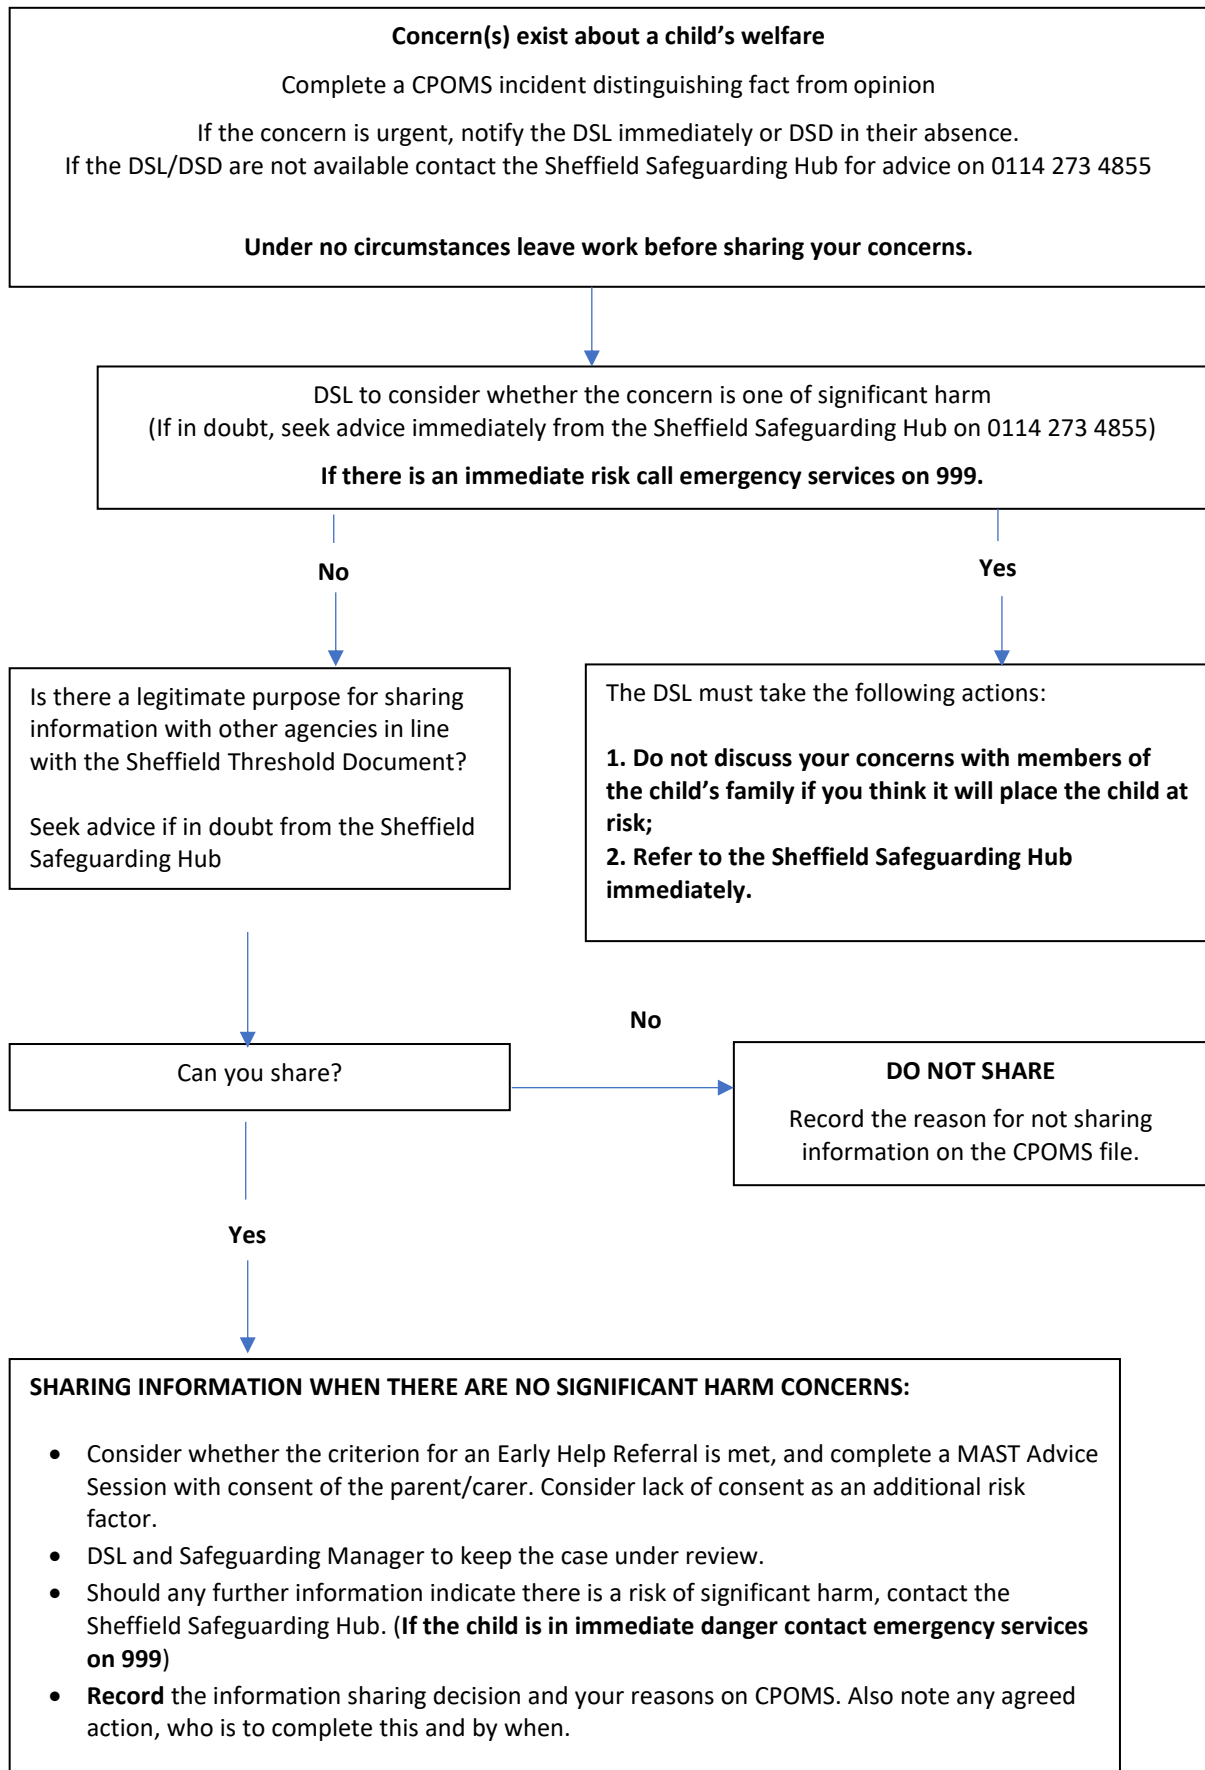 Concern(s) exist about a child’s welfare
Complete a CPOMS incident distinguishing fact from opinion
If the concern is urgent, notify the DSL immediately or DSD in their absence.
If the DSL/DSD are not available contact the Sheffield Safeguarding Hub for advice on 0114 273 4855
Under no circumstances leave work before sharing your concerns.
DSL to consider whether the concern is one of significant harm
(If in doubt, seek advice immediately from the Sheffield Safeguarding Hub on 0114 273 4855)
If there is an immediate risk call emergency services on 999.
No
Yes
Is there a legitimate purpose for sharing
information with other agencies in line
with the Sheffield Threshold Document?
Seek advice if in doubt from the Sheffield
Safeguarding Hub
The DSL must take the following actions:
1. Do not discuss your concerns with members of
the child’s family if you think it will place the child at
risk;
2. Refer to the Sheffield Safeguarding Hub
immediately.
Can you share?
No
DO NOT SHARE
Record the reason for not sharing
information on the CPOMS file.
Yes
SHARING INFORMATION WHEN THERE ARE NO SIGNIFICANT HARM CONCERNS:
• Consider whether the criterion for an Early Help Referral is met, and complete a MAST Advice
Session with consent of the parent/carer. Consider lack of consent as an additional risk
factor.
• DSL and Safeguarding Manager to keep the case under review.
• Should any further information indicate there is a risk of significant harm, contact the
Sheffield Safeguarding Hub. (If the child is in immediate danger contact emergency services
on 999)
• Record the information sharing decision and your reasons on CPOMS. Also note any agreed
action, who is to complete this and by when.